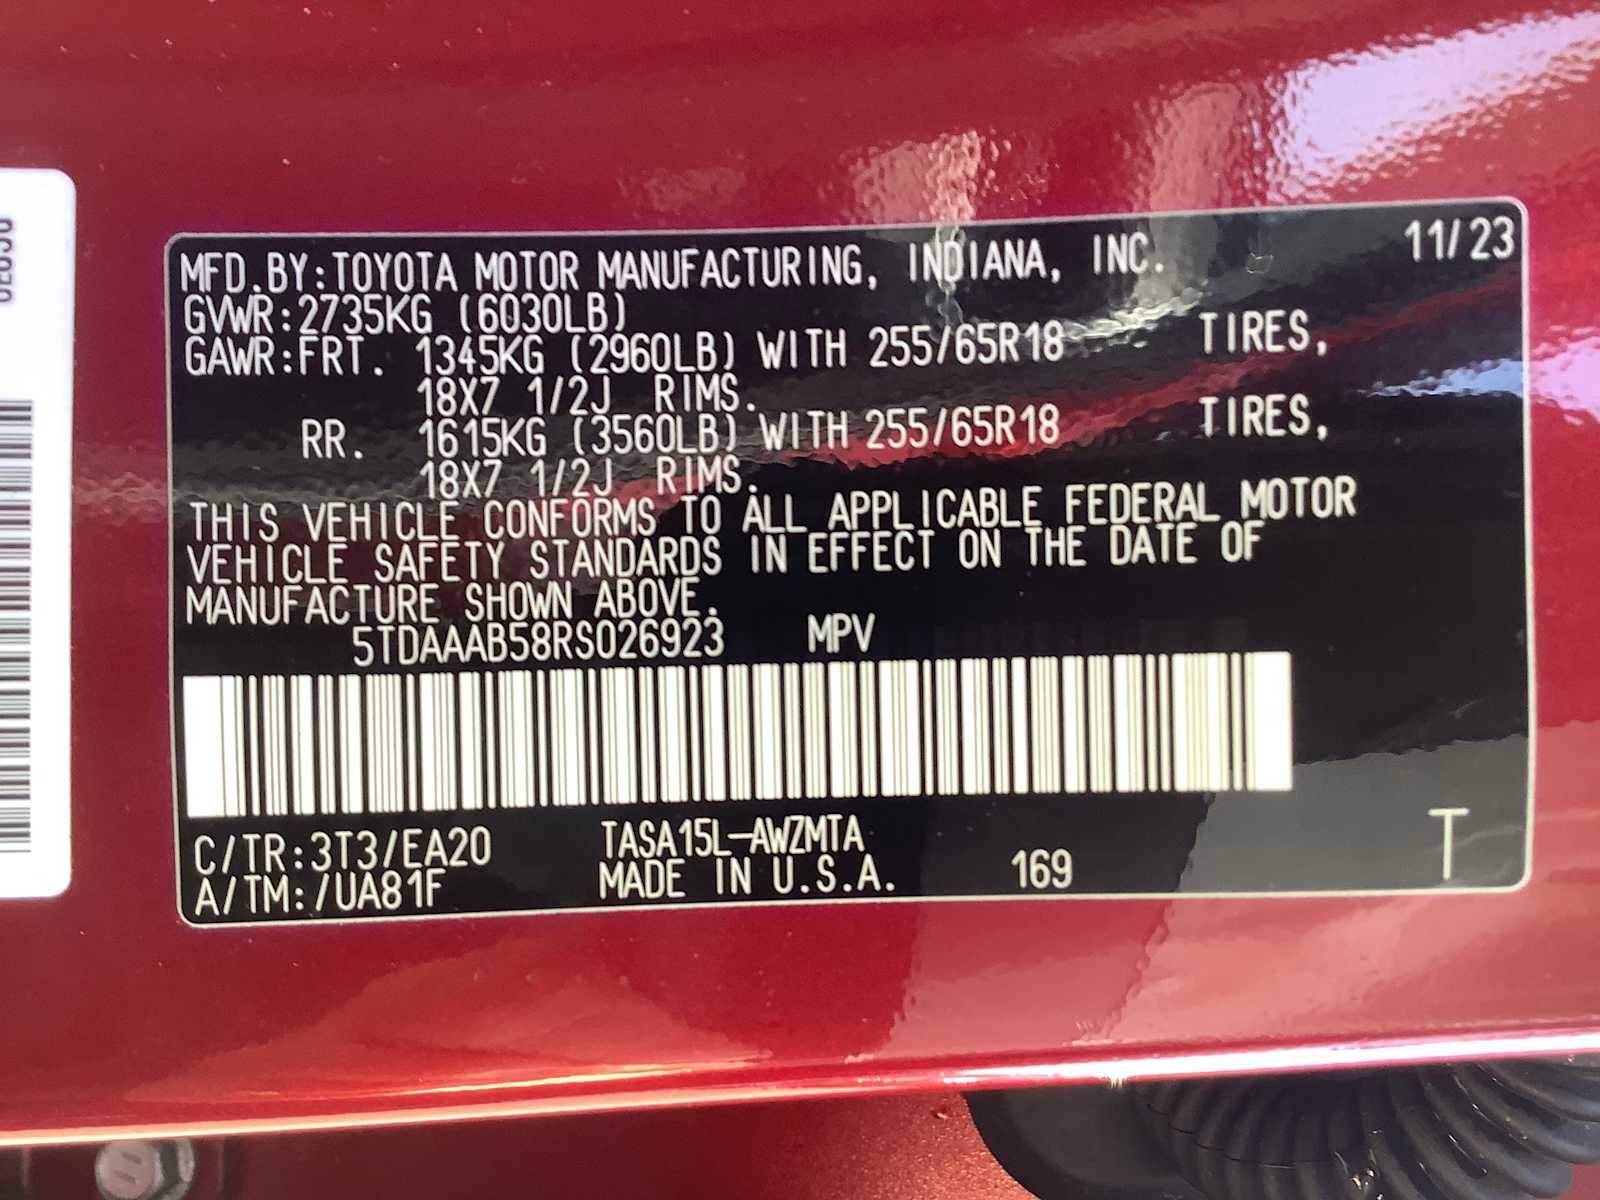 MFD.BY:TOYOTA MOTOR MANUFACTURING, INDIANA, INC. 11/23
GVWR:2735KG (6030LB)
GAWR:FRT. 1345KG (2960LB) WITH 255/65R18 TIRES,
18X7 1/2J RIMS.
RR. 1615KG (3560LB) WITH 255/65R18 TIRES,
18X7 1/2J RIMS.
THIS VEHICLE CONFORMS TO ALL APPLICABLE FEDERAL MOTOR
VEHICLE SAFETY STANDARDS IN EFFECT ON THE DATE OF
MANUFACTURE SHOWN ABOVE.
5TDAAAB58RS026923 MPV
C/TR:3T3/EA20 TASA15L-AWZMTA
A/TM:/UA81F MADE IN U.S.A. 169 T